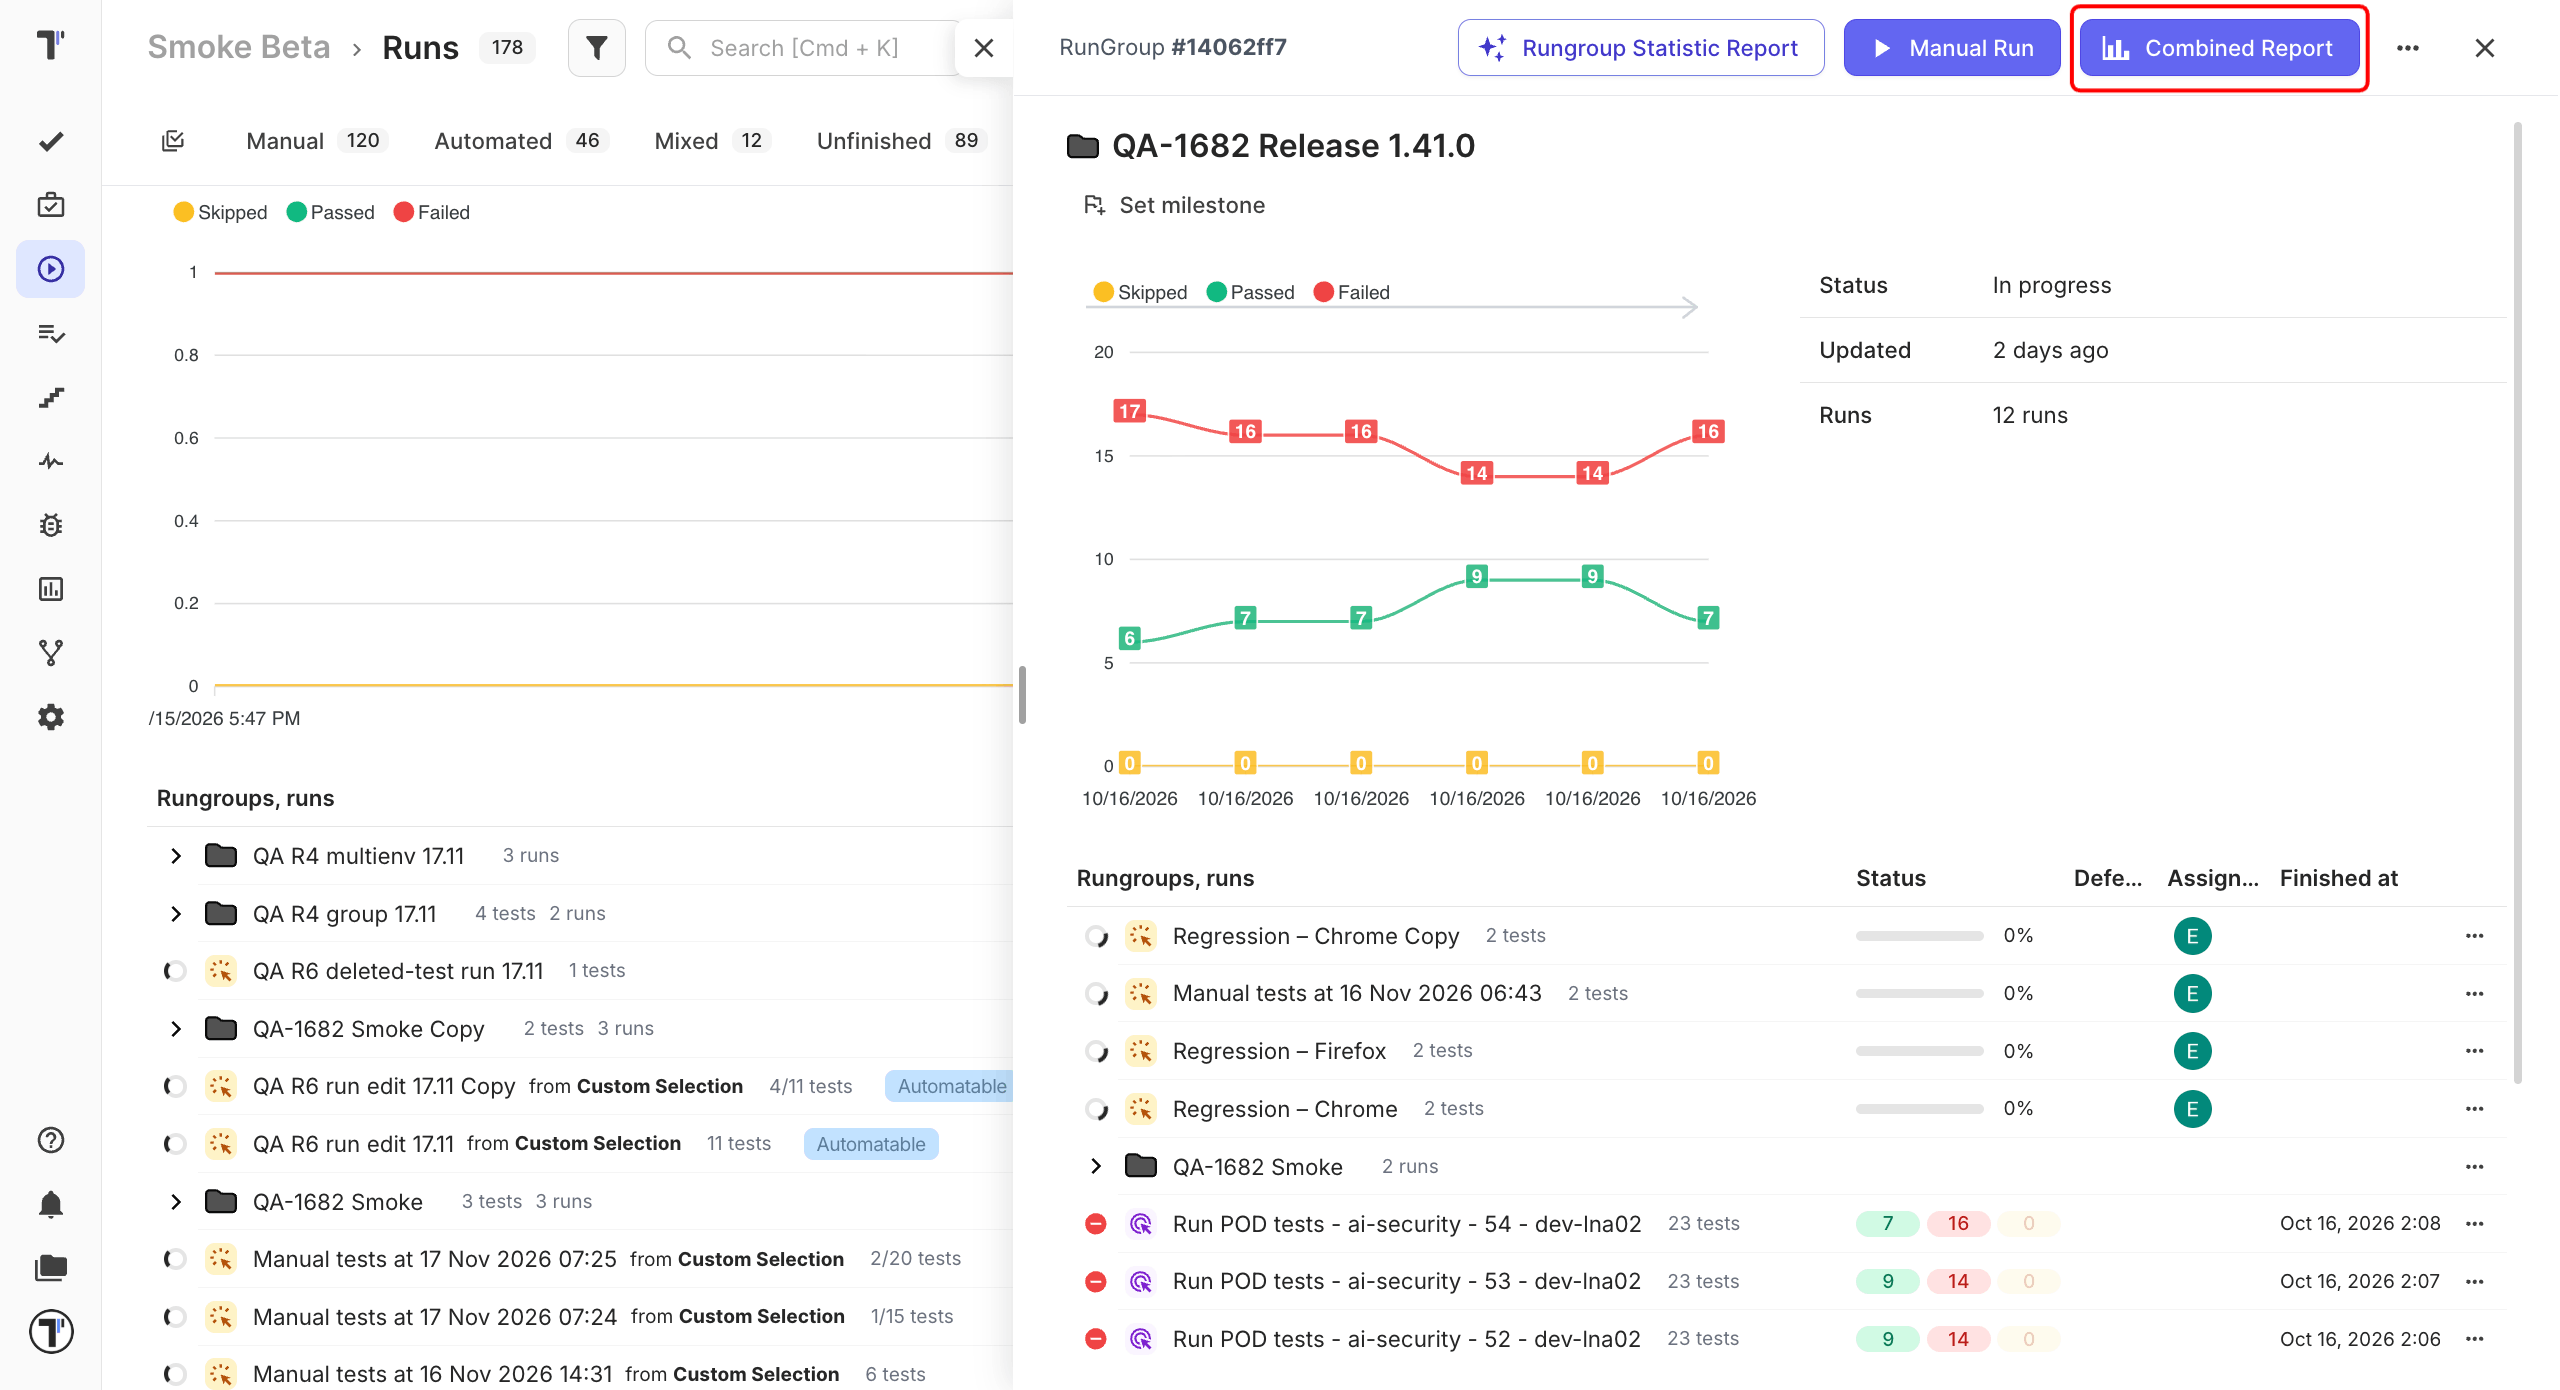 Smoke Beta › Runs 178
Search [Cmd + K]
Manual 120 Automated 46 Mixed 12 Unfinished 89
Skipped Passed Failed
1
0.8
0.6
0.4
0.2
0
/15/2026 5:47 PM
Rungroups, runs
QA R4 multienv 17.11 3 runs
QA R4 group 17.11 4 tests 2 runs
QA R6 deleted-test run 17.11 1 tests
QA-1682 Smoke Copy 2 tests 3 runs
QA R6 run edit 17.11 Copy from Custom Selection 4/11 tests Automatable
QA R6 run edit 17.11 from Custom Selection 11 tests Automatable
QA-1682 Smoke 3 tests 3 runs
Manual tests at 17 Nov 2026 07:25 from Custom Selection 2/20 tests
Manual tests at 17 Nov 2026 07:24 from Custom Selection 1/15 tests
Manual tests at 16 Nov 2026 14:31 from Custom Selection 6 tests
RunGroup #14062ff7
Rungroup Statistic Report
Manual Run
Combined Report
QA-1682 Release 1.41.0
Set milestone
Skipped Passed Failed
20
15
10
5
0
17 16 16 14 14 16
6 7 7 9 9 7
0 0 0 0 0 0
10/16/2026 10/16/2026 10/16/2026 10/16/2026 10/16/2026 10/16/2026
Status In progress
Updated 2 days ago
Runs 12 runs
Rungroups, runs Status Defe... Assign... Finished at
Regression – Chrome Copy 2 tests 0% E
Manual tests at 16 Nov 2026 06:43 2 tests 0% E
Regression – Firefox 2 tests 0% E
Regression – Chrome 2 tests 0% E
QA-1682 Smoke 2 runs
Run POD tests - ai-security - 54 - dev-lna02 23 tests 7 16 0 Oct 16, 2026 2:08
Run POD tests - ai-security - 53 - dev-lna02 23 tests 9 14 0 Oct 16, 2026 2:07
Run POD tests - ai-security - 52 - dev-lna02 23 tests 9 14 0 Oct 16, 2026 2:06